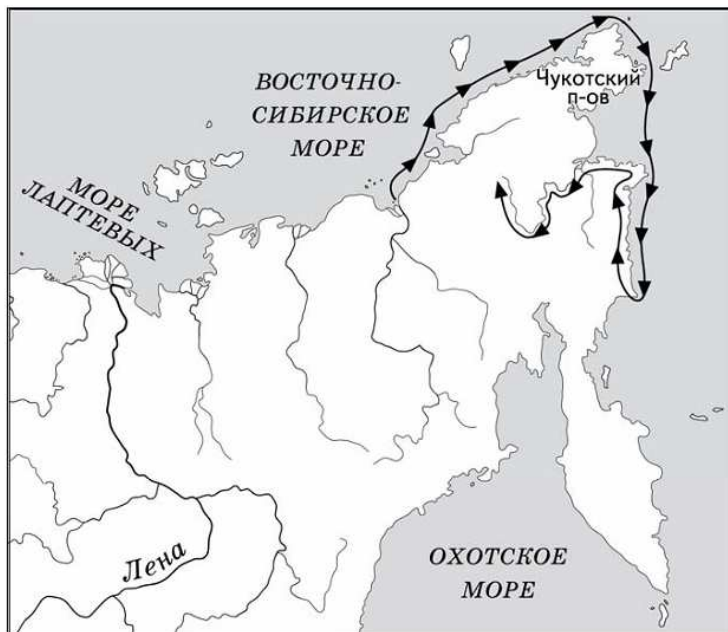 ВОСТОЧНО-
СИБИРСКОЕ
МОРЕ
Чукотский
п-ов
МОРЕ
ЛАПТЕВЫХ
Лена
ОХОТСКОЕ
МОРЕ